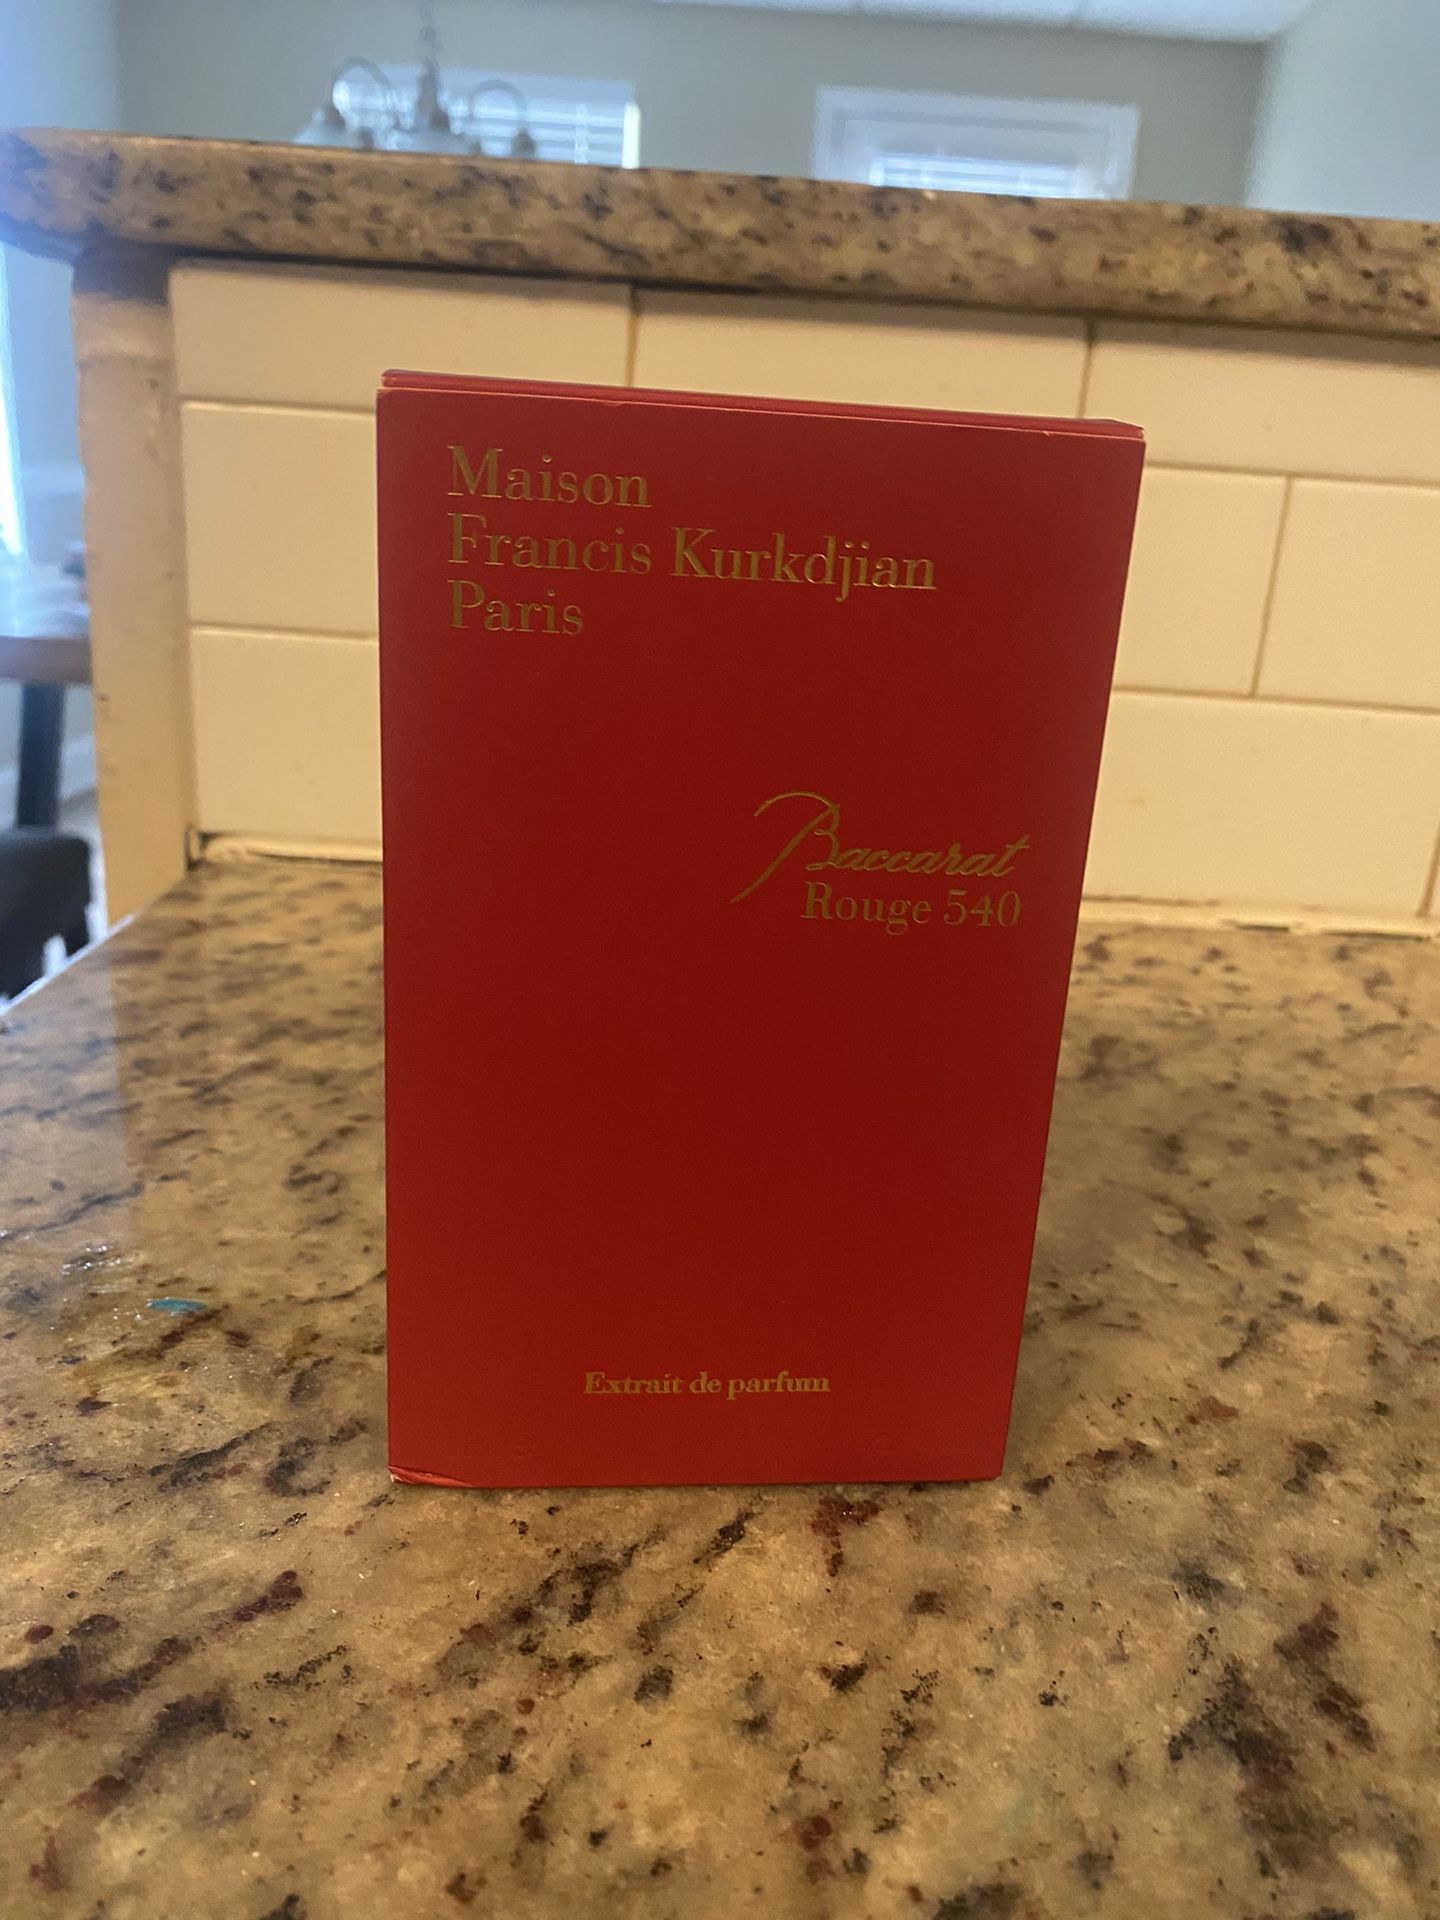 Maison
Francis Kurkdjian
Paris
Baccarat
Rouge 540
Extrait de parfum